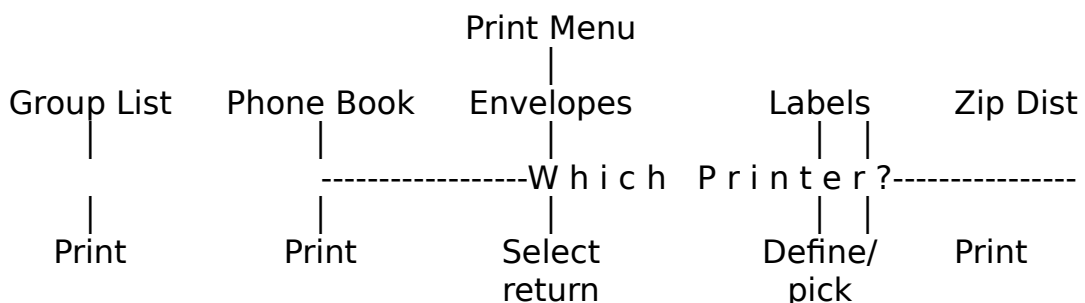 Print Menu
|
Group List Phone Book Envelopes Labels Zip Dist
| | | | |
------------------Which Printer?----------------
| | | | |
Print Print Select Define/ Print
return pick